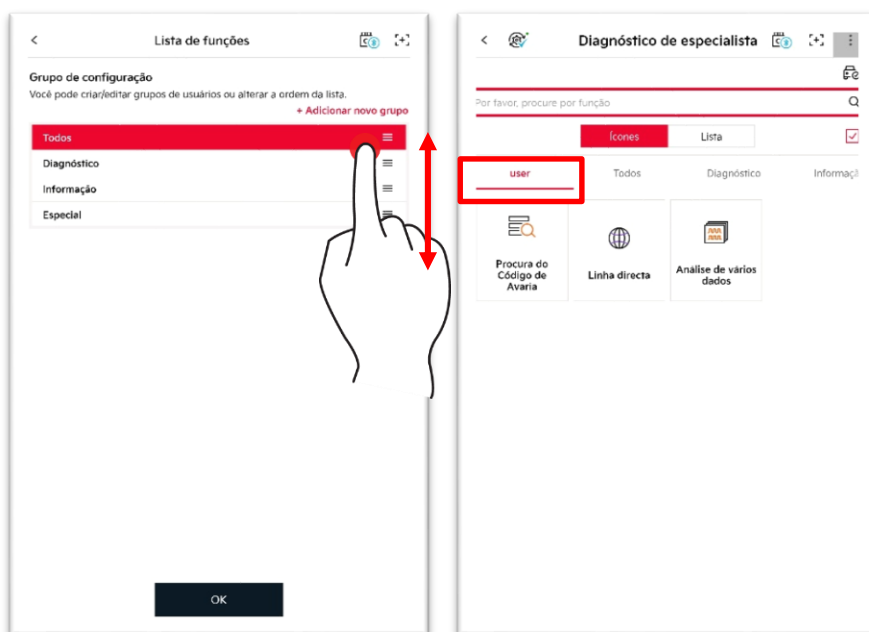 Lista de funções
Grupo de configuração
Você pode criar/editar grupos de usuários ou alterar a ordem da lista.
+ Adicionar novo grupo
Todos
Diagnóstico
Informação
Especial
OK
Diagnóstico de especialista
Por favor, procure por função
Ícones
Lista
user
Todos
Diagnóstico
Informaçã
Procura do
Código de
Avaria
Linha directa
Análise de vários
dados